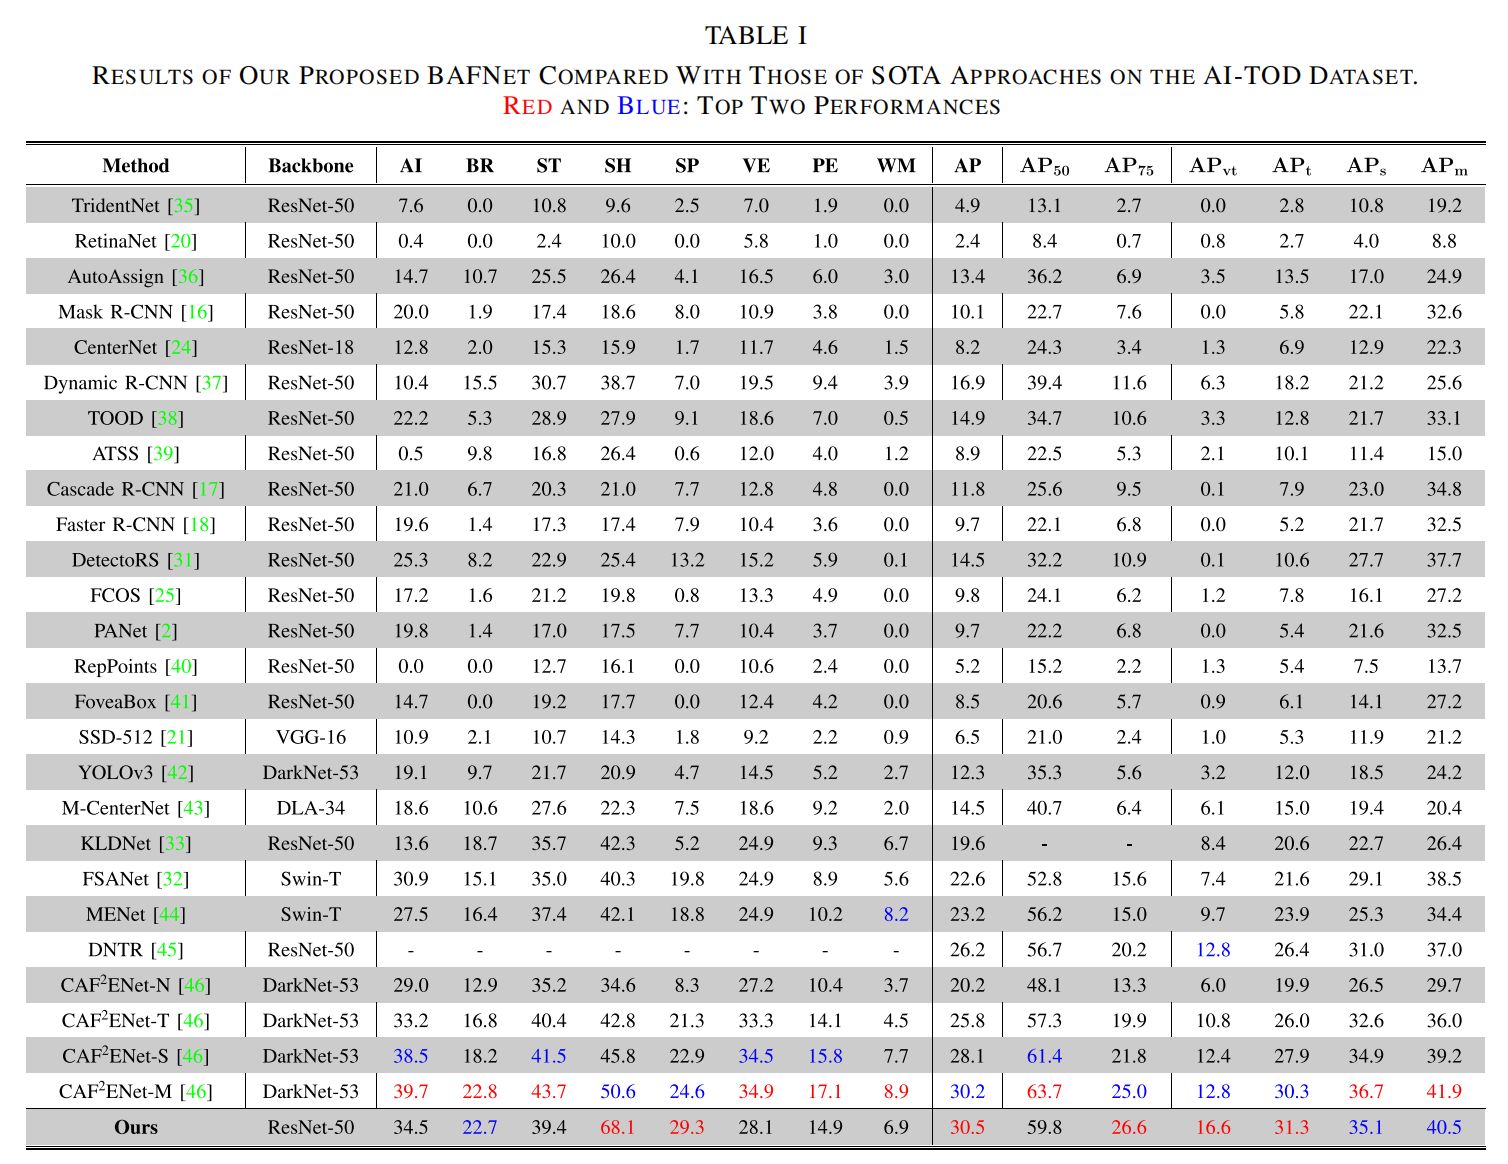 TABLE I
RESULTS OF OUR PROPOSED BAFNET COMPARED WITH THOSE OF SOTA APPROACHES ON THE AI-TOD DATASET.
RED AND BLUE: TOP TWO PERFORMANCES
Method Backbone AI BR ST SH SP VE PE WM AP AP50 AP75 APvt APt APs APm
TridentNet [35] ResNet-50 7.6 0.0 10.8 9.6 2.5 7.0 1.9 0.0 4.9 13.1 2.7 0.0 2.8 10.8 19.2
RetinaNet [20] ResNet-50 0.4 0.0 2.4 10.0 0.0 5.8 1.0 0.0 2.4 8.4 0.7 0.8 2.7 4.0 8.8
AutoAssign [36] ResNet-50 14.7 10.7 25.5 26.4 4.1 16.5 6.0 3.0 13.4 36.2 6.9 3.5 13.5 17.0 24.9
Mask R-CNN [16] ResNet-50 20.0 1.9 17.4 18.6 8.0 10.9 3.8 0.0 10.1 22.7 7.6 0.0 5.8 22.1 32.6
CenterNet [24] ResNet-18 12.8 2.0 15.3 15.9 1.7 11.7 4.6 1.5 8.2 24.3 3.4 1.3 6.9 12.9 22.3
Dynamic R-CNN [37] ResNet-50 10.4 15.5 30.7 38.7 7.0 19.5 9.4 3.9 16.9 39.4 11.6 6.3 18.2 21.2 25.6
TOOD [38] ResNet-50 22.2 5.3 28.9 27.9 9.1 18.6 7.0 0.5 14.9 34.7 10.6 3.3 12.8 21.7 33.1
ATSS [39] ResNet-50 0.5 9.8 16.8 26.4 0.6 12.0 4.0 1.2 8.9 22.5 5.3 2.1 10.1 11.4 15.0
Cascade R-CNN [17] ResNet-50 21.0 6.7 20.3 21.0 7.7 12.8 4.8 0.0 11.8 25.6 9.5 0.1 7.9 23.0 34.8
Faster R-CNN [18] ResNet-50 19.6 1.4 17.3 17.4 7.9 10.4 3.6 0.0 9.7 22.1 6.8 0.0 5.2 21.7 32.5
DetectoRS [31] ResNet-50 25.3 8.2 22.9 25.4 13.2 15.2 5.9 0.1 14.5 32.2 10.9 0.1 10.6 27.7 37.7
FCOS [25] ResNet-50 17.2 1.6 21.2 19.8 0.8 13.3 4.9 0.0 9.8 24.1 6.2 1.2 7.8 16.1 27.2
PANet [2] ResNet-50 19.8 1.4 17.0 17.5 7.7 10.4 3.7 0.0 9.7 22.2 6.8 0.0 5.4 21.6 32.5
RepPoints [40] ResNet-50 0.0 0.0 12.7 16.1 0.0 10.6 2.4 0.0 5.2 15.2 2.2 1.3 5.4 7.5 13.7
FoveaBox [41] ResNet-50 14.7 0.0 19.2 17.7 0.0 12.4 4.2 0.0 8.5 20.6 5.7 0.9 6.1 14.1 27.2
SSD-512 [21] VGG-16 10.9 2.1 10.7 14.3 1.8 9.2 2.2 0.9 6.5 21.0 2.4 1.0 5.3 11.9 21.2
YOLOv3 [42] DarkNet-53 19.1 9.7 21.7 20.9 4.7 14.5 5.2 2.7 12.3 35.3 5.6 3.2 12.0 18.5 24.2
M-CenterNet [43] DLA-34 18.6 10.6 27.6 22.3 7.5 18.6 9.2 2.0 14.5 40.7 6.4 6.1 15.0 19.4 20.4
KLDNet [33] ResNet-50 13.6 18.7 35.7 42.3 5.2 24.9 9.3 6.7 19.6 - - 8.4 20.6 22.7 26.4
FSANet [32] Swin-T 30.9 15.1 35.0 40.3 19.8 24.9 8.9 5.6 22.6 52.8 15.6 7.4 21.6 29.1 38.5
MENet [44] Swin-T 27.5 16.4 37.4 42.1 18.8 24.9 10.2 8.2 23.2 56.2 15.0 9.7 23.9 25.3 34.4
DNTR [45] ResNet-50 - - - - - - - - 26.2 56.7 20.2 12.8 26.4 31.0 37.0
CAF²ENet-N [46] DarkNet-53 29.0 12.9 35.2 34.6 8.3 27.2 10.4 3.7 20.2 48.1 13.3 6.0 19.9 26.5 29.7
CAF²ENet-T [46] DarkNet-53 33.2 16.8 40.4 42.8 21.3 33.3 14.1 4.5 25.8 57.3 19.9 10.8 26.0 32.6 36.0
CAF²ENet-S [46] DarkNet-53 38.5 18.2 41.5 45.8 22.9 34.5 15.8 7.7 28.1 61.4 21.8 12.4 27.9 34.9 39.2
CAF²ENet-M [46] DarkNet-53 39.7 22.8 43.7 50.6 24.6 34.9 17.1 8.9 30.2 63.7 25.0 12.8 30.3 36.7 41.9
Ours ResNet-50 34.5 22.7 39.4 68.1 29.3 28.1 14.9 6.9 30.5 59.8 26.6 16.6 31.3 35.1 40.5